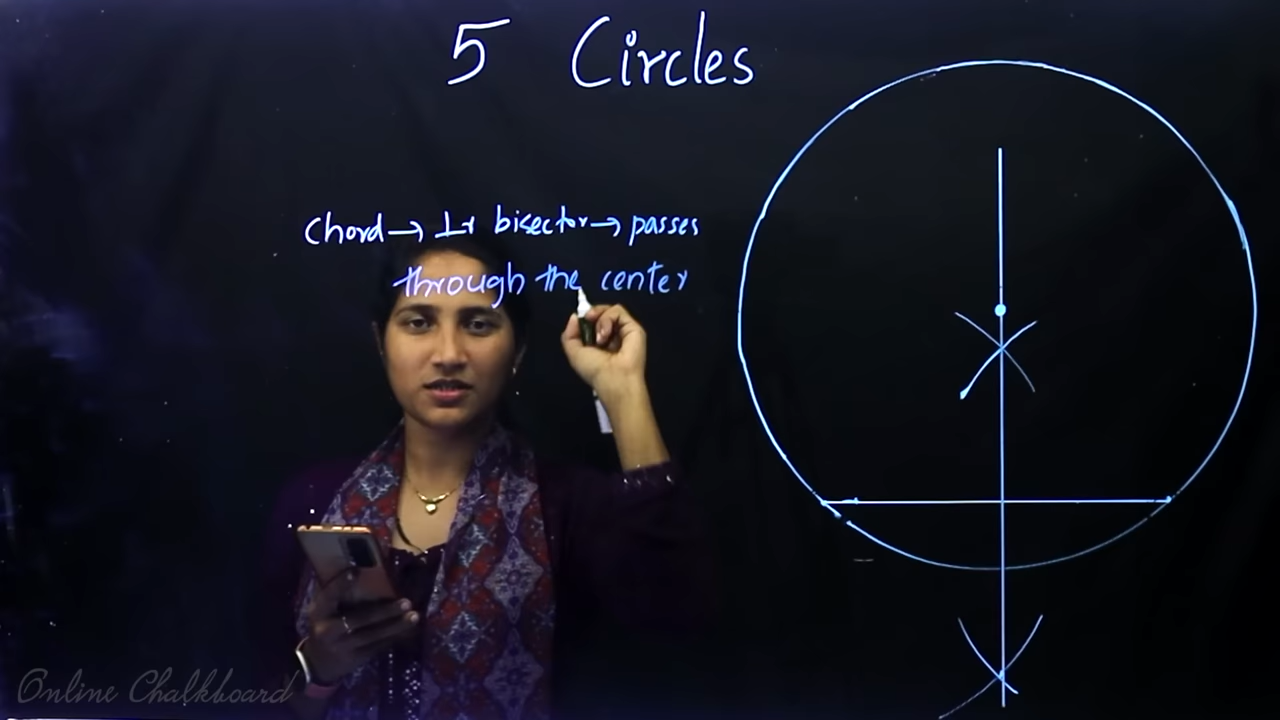 5 Circles
Chord → ⊥r bisector → passes
through the center
Online Chalkboard